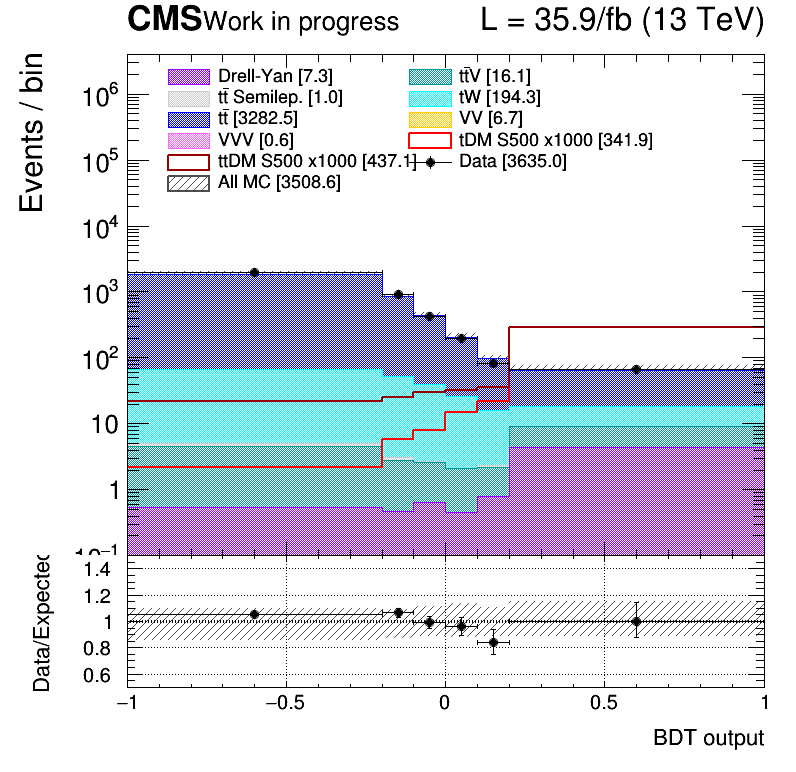 CMS Work in progress L = 35.9/fb (13 TeV)
Events / bin
Drell-Yan [7.3] tt̄V [16.1]
tt̄ Semilep. [1.0] tW [194.3]
tt̄ [3282.5] VV [6.7]
VVV [0.6] tDM S500 x1000 [341.9]
ttDM S500 x1000 [437.1] Data [3635.0]
All MC [3508.6]
10⁶
10⁵
10⁴
10³
10²
10
1
10⁻¹
Data/Expected
1.4
1.2
1
0.8
0.6
−1 −0.5 0 0.5 1
BDT output